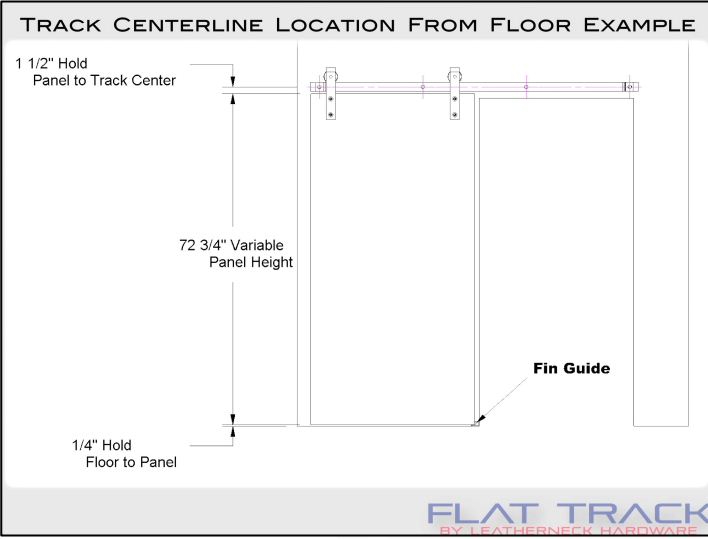 Track Centerline Location From Floor Example
1 1/2" Hold
Panel to Track Center
72 3/4" Variable
Panel Height
Fin Guide
1/4" Hold
Floor to Panel
FLAT TRACK
BY LEATHERNECK HARDWARE